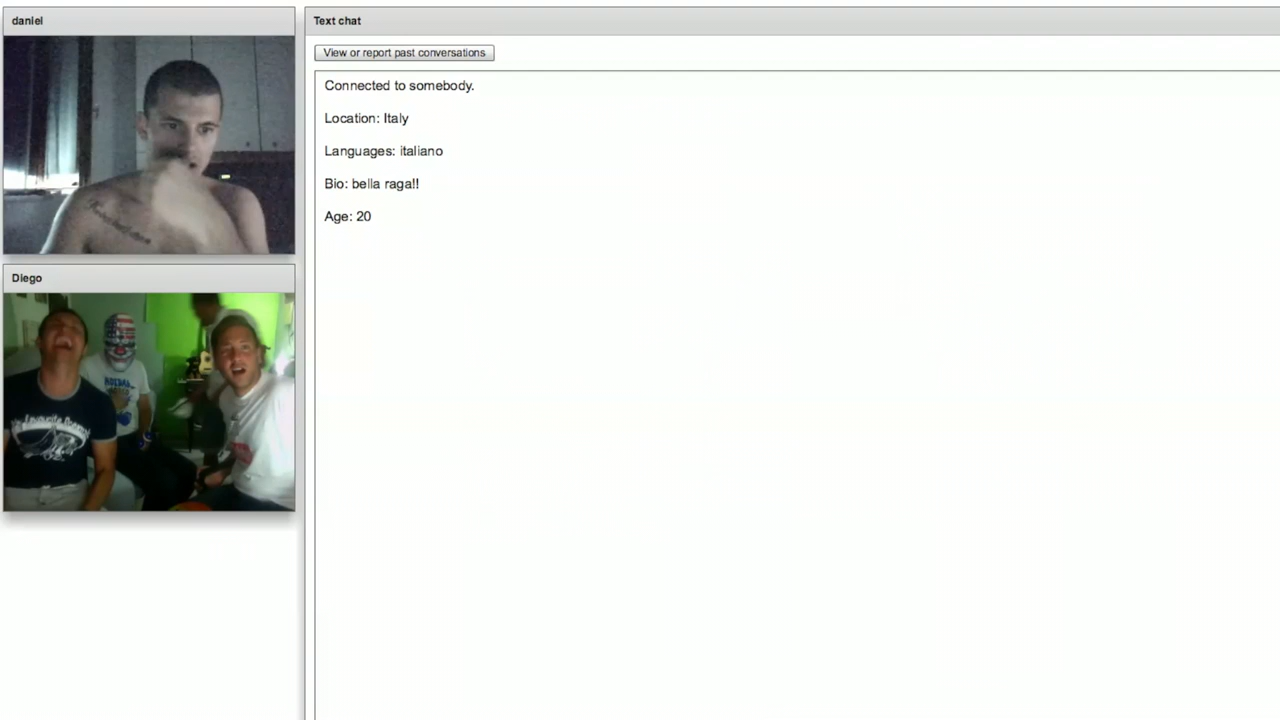 daniel
Text chat
View or report past conversations
Connected to somebody.
Location: Italy
Languages: italiano
Bio: bella raga!!
Age: 20
Diego